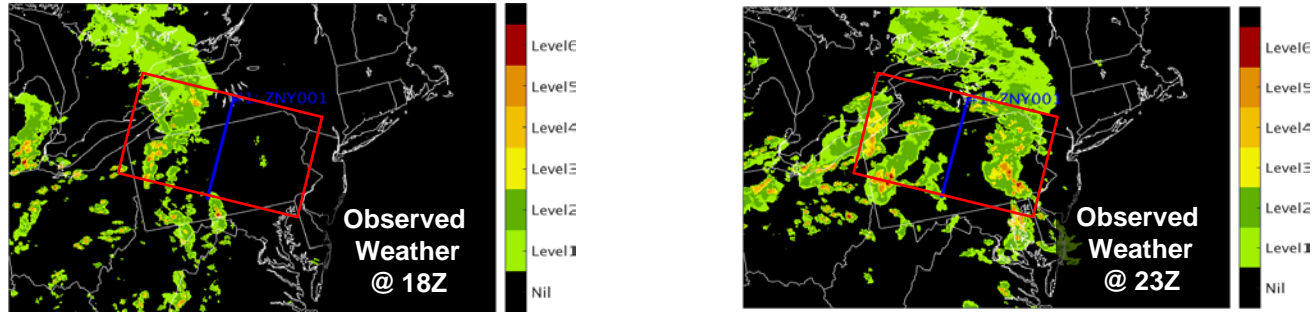 ZNY001
Observed
Weather
@ 18Z
Level6
Level5
Level4
Level3
Level2
Level1
Nil
ZNY001
Observed
Weather
@ 23Z
Level6
Level5
Level4
Level3
Level2
Level1
Nil